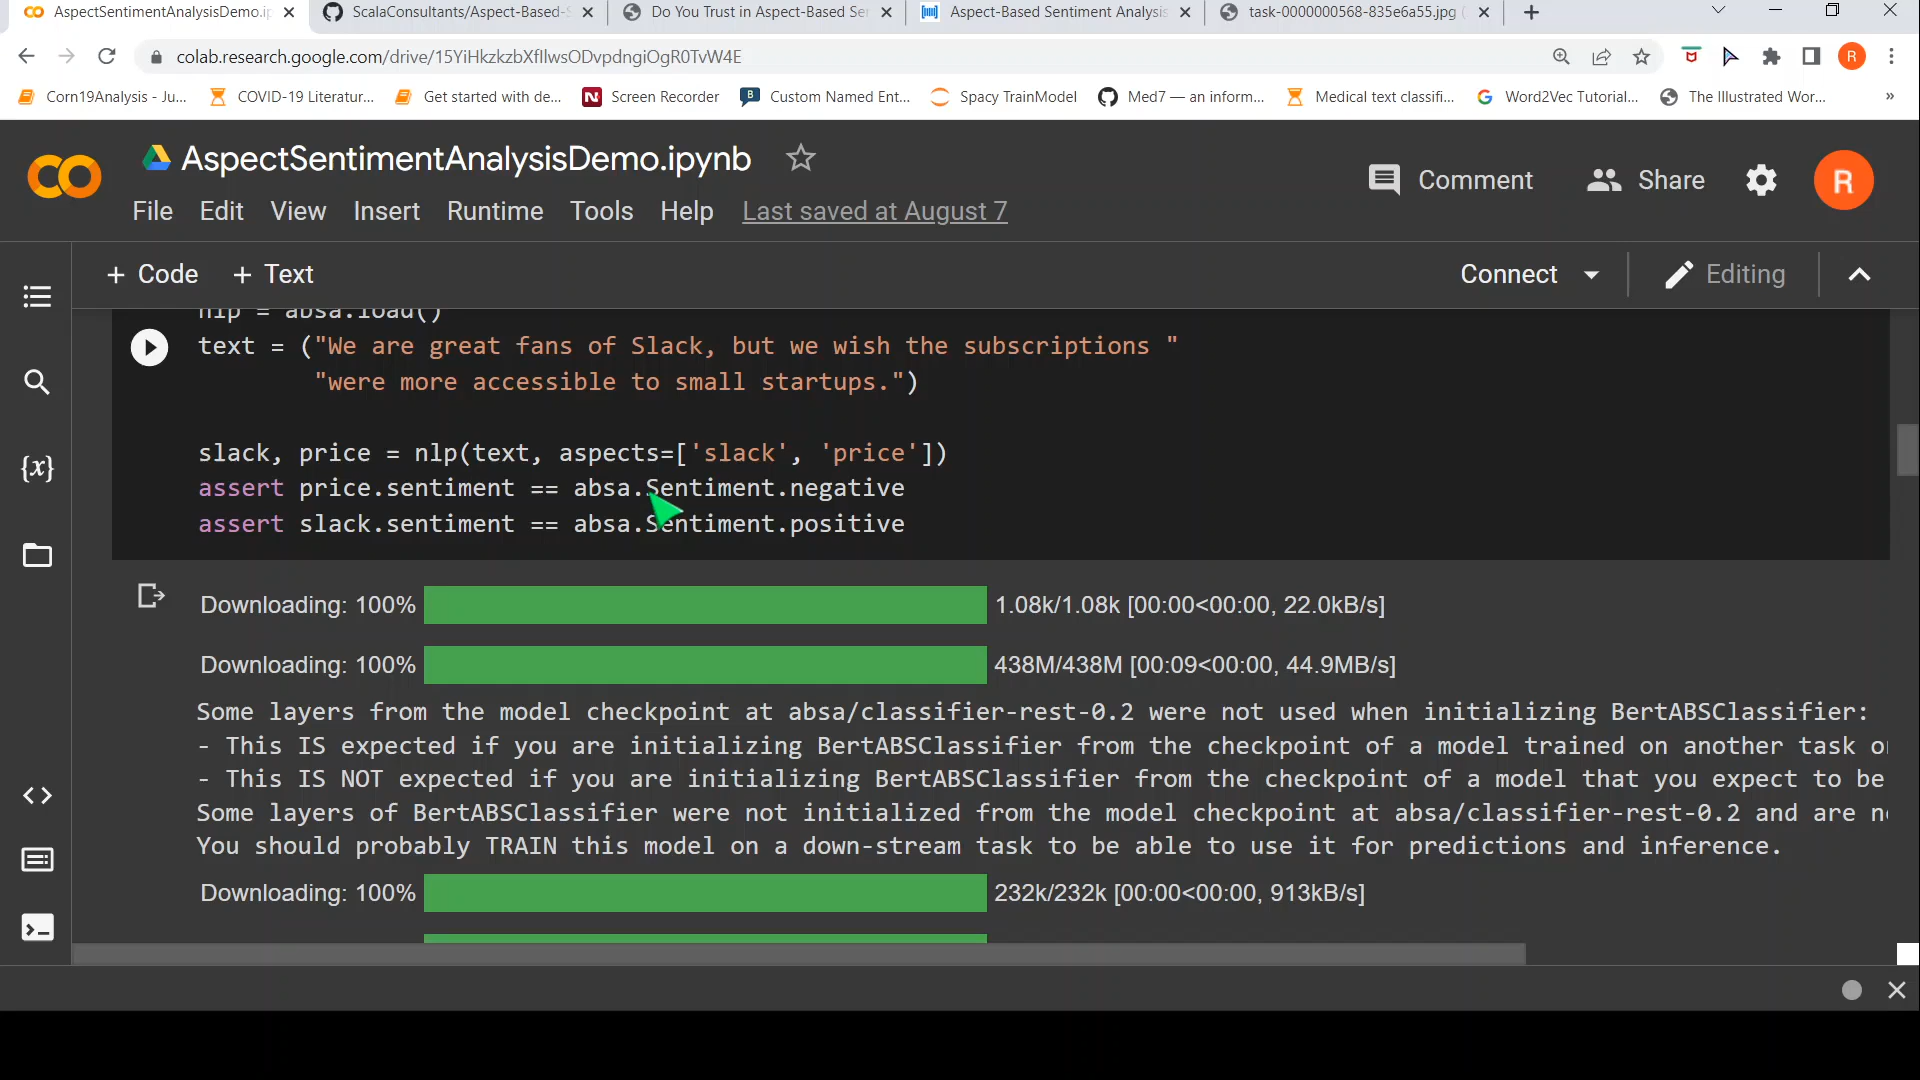 AspectSentimentAnalysisDemo.ip
ScalaConsultants/Aspect-Based-S
Do You Trust in Aspect-Based Se
Aspect-Based Sentiment Analysis
task-0000000568-835e6a55.jpg (
colab.research.google.com/drive/15YiHkzkzbXfIlwsODvpdngiOgR0TvW4E
R
Corn19Analysis - Ju...
COVID-19 Literatur...
Get started with de...
N
Screen Recorder
B
Custom Named Ent...
Spacy TrainModel
Med7 — an inform...
Medical text classifi...
G
Word2Vec Tutorial...
The Illustrated Wor...
»
AspectSentimentAnalysisDemo.ipynb
Comment
Share
R
File Edit View Insert Runtime Tools Help Last saved at August 7
+ Code + Text
Connect
Editing
nlp = absa.load()
text = ("We are great fans of Slack, but we wish the subscriptions "
"were more accessible to small startups.")
slack, price = nlp(text, aspects=['slack', 'price'])
assert price.sentiment == absa.Sentiment.negative
assert slack.sentiment == absa.Sentiment.positive
{x}
Downloading: 100% 1.08k/1.08k [00:00<00:00, 22.0kB/s]
Downloading: 100% 438M/438M [00:09<00:00, 44.9MB/s]
Some layers from the model checkpoint at absa/classifier-rest-0.2 were not used when initializing BertABSClassifier:
- This IS expected if you are initializing BertABSClassifier from the checkpoint of a model trained on another task o
- This IS NOT expected if you are initializing BertABSClassifier from the checkpoint of a model that you expect to be
Some layers of BertABSClassifier were not initialized from the model checkpoint at absa/classifier-rest-0.2 and are n
You should probably TRAIN this model on a down-stream task to be able to use it for predictions and inference.
Downloading: 100% 232k/232k [00:00<00:00, 913kB/s]